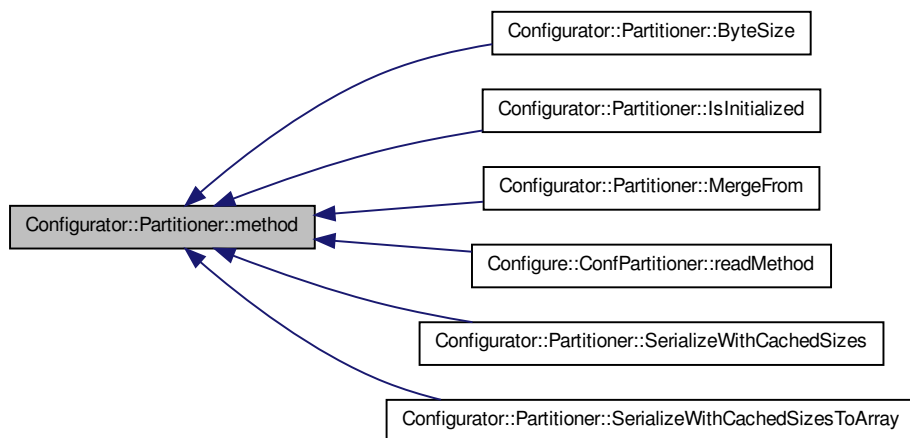 Configurator::Partitioner::ByteSize
Configurator::Partitioner::IsInitialized
Configurator::Partitioner::MergeFrom
Configurator::Partitioner::method
Configure::ConfPartitioner::readMethod
Configurator::Partitioner::SerializeWithCachedSizes
Configurator::Partitioner::SerializeWithCachedSizesToArray